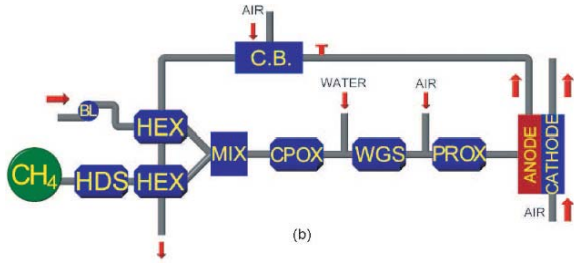 AIR
C.B.
WATER
AIR
BL
HEX
CH4
HDS
HEX
MIX
CPOX
WGS
PROX
ANODE
CATHODE
AIR
(b)